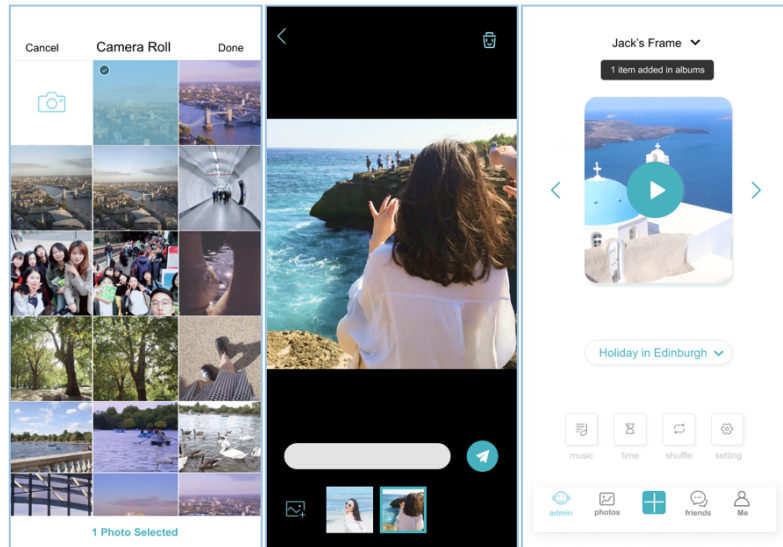 Cancel Camera Roll Done
1 Photo Selected
Jack's Frame
1 item added in albums
Holiday in Edinburgh
music time shuffle setting
admin photos friends Me